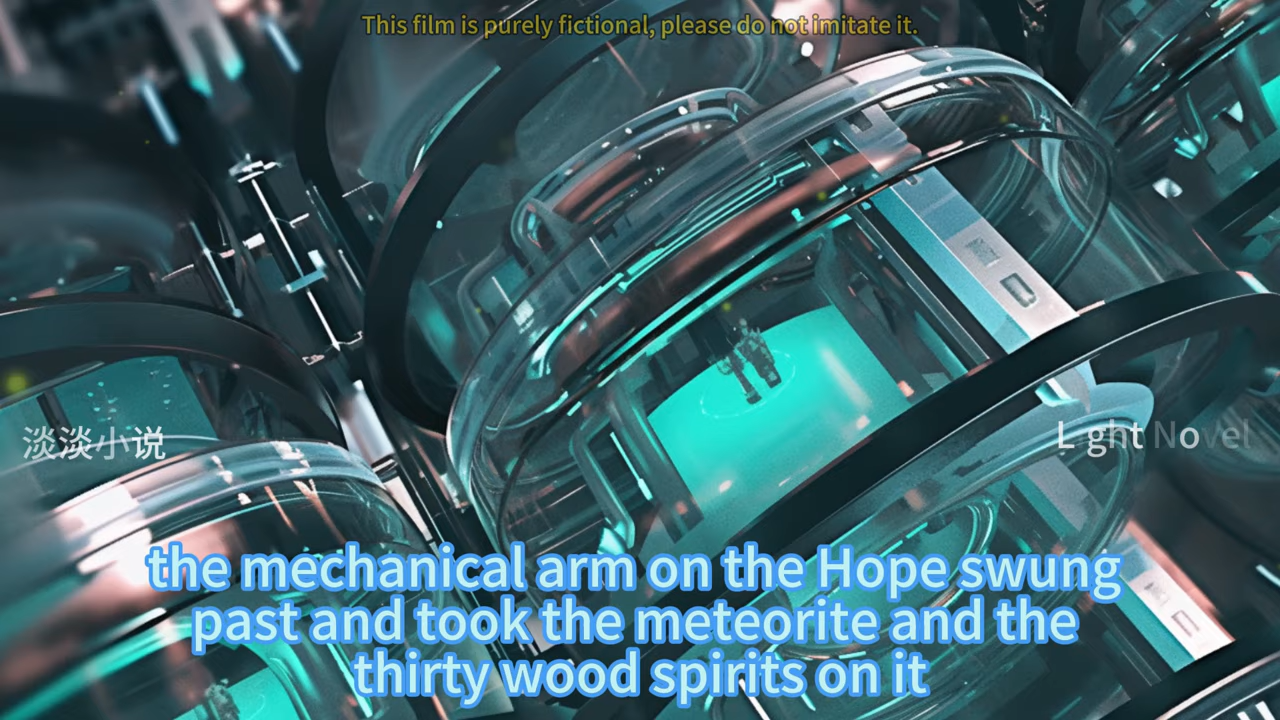 This film is purely fictional, please do not imitate it.
淡淡小说
Light Novel
the mechanical arm on the Hope swung
past and took the meteorite and the
thirty wood spirits on it